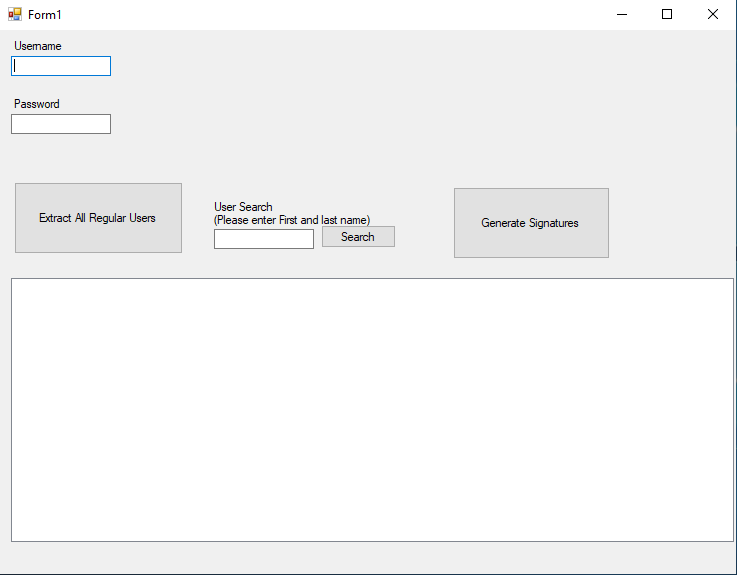 Form1
Username
Password
Extract All Regular Users
User Search
(Please enter First and last name)
Search
Generate Signatures